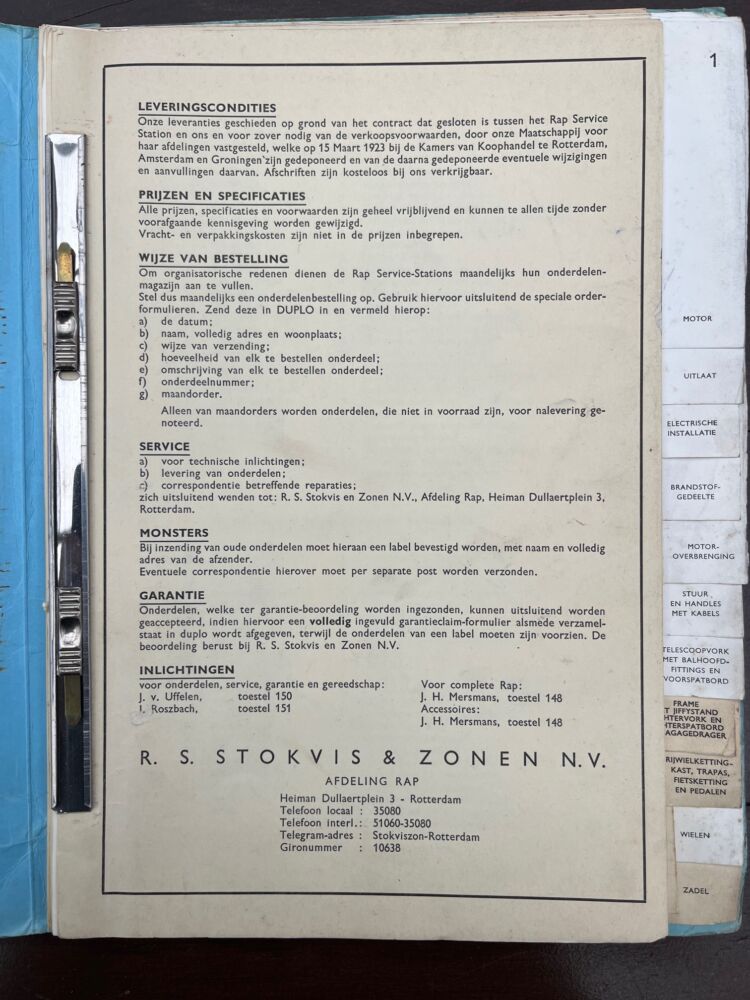 LEVERINGSCONDITIES
Onze leveranties geschieden op grond van het contract dat gesloten is tussen het Rap Service
Station en ons en voor zover nodig van de verkoopsvoorwaarden, door onze Maatschappij voor
haar afdelingen vastgesteld, welke op 15 Maart 1923 bij de Kamers van Koophandel te Rotterdam,
Amsterdam en Groningen zijn gedeponeerd en van de daarna gedeponeerde eventuele wijzigingen
en aanvullingen daarvan. Afschriften zijn kosteloos bij ons verkrijgbaar.
PRIJZEN EN SPECIFICATIES
Alle prijzen, specificaties en voorwaarden zijn geheel vrijblijvend en kunnen te allen tijde zonder
voorafgaande kennisgeving worden gewijzigd.
Vracht- en verpakkingskosten zijn niet in de prijzen inbegrepen.
WIJZE VAN BESTELLING
Om organisatorische redenen dienen de Rap Service-Stations maandelijks hun onderdelen-
magazijn aan te vullen.
Stel dus maandelijks een onderdelenbestelling op. Gebruik hiervoor uitsluitend de speciale order-
formulieren. Zend deze in DUPLO in en vermeld hierop:
a) de datum;
b) naam, volledig adres en woonplaats;
c) wijze van verzending;
d) hoeveelheid van elk te bestellen onderdeel;
e) omschrijving van elk te bestellen onderdeel;
f) onderdeelnummer;
g) maandorder.
Alleen van maandorders worden onderdelen, die niet in voorraad zijn, voor nalevering ge-
noteerd.
SERVICE
a) voor technische inlichtingen;
b) levering van onderdelen;
c) correspondentie betreffende reparaties;
zich uitsluitend wenden tot: R. S. Stokvis en Zonen N.V., Afdeling Rap, Heiman Dullaertplein 3,
Rotterdam.
MONSTERS
Bij inzending van oude onderdelen moet hieraan een label bevestigd worden, met naam en volledig
adres van de afzender.
Eventuele correspondentie hierover moet per separate post worden verzonden.
GARANTIE
Onderdelen, welke ter garantie-beoordeling worden ingezonden, kunnen uitsluitend worden
geaccepteerd, indien hiervoor een volledig ingevuld garantieclaim-formulier alsmede verzamel-
staat in duplo wordt afgegeven, terwijl de onderdelen van een label moeten zijn voorzien. De
beoordeling berust bij R. S. Stokvis en Zonen N.V.
INLICHTINGEN
voor onderdelen, service, garantie en gereedschap:
J. v. Uffelen, toestel 150
I. Roszbach, toestel 151
Voor complete Rap:
J. H. Mersmans, toestel 148
Accessoires:
J. H. Mersmans, toestel 148
R. S. STOKVIS & ZONEN N.V.
AFDELING RAP
Heiman Dullaertplein 3 - Rotterdam
Telefoon locaal : 35080
Telefoon interl.: 51060-35080
Telegram-adres : Stokviszon-Rotterdam
Gironummer : 10638
1
MOTOR
UITLAAT
ELECTRISCHE
INSTALLATIE
BRANDSTOF-
GEDEELTE
MOTOR-
OVERBRENGING
STUUR
EN HANDLES
MET KABELS
TELESCOOPVORK
MET BALHOOFD-
FITTINGS EN
VOORSPATBORD
FRAME
T JIFFYSTAND
HTERVORK EN
HTERSPATBORD
AGAGEDRAGER
RIJWIELKETTING-
KAST, TRAPAS,
FIETSKETTING
EN PEDALEN
WIELEN
ZADEL